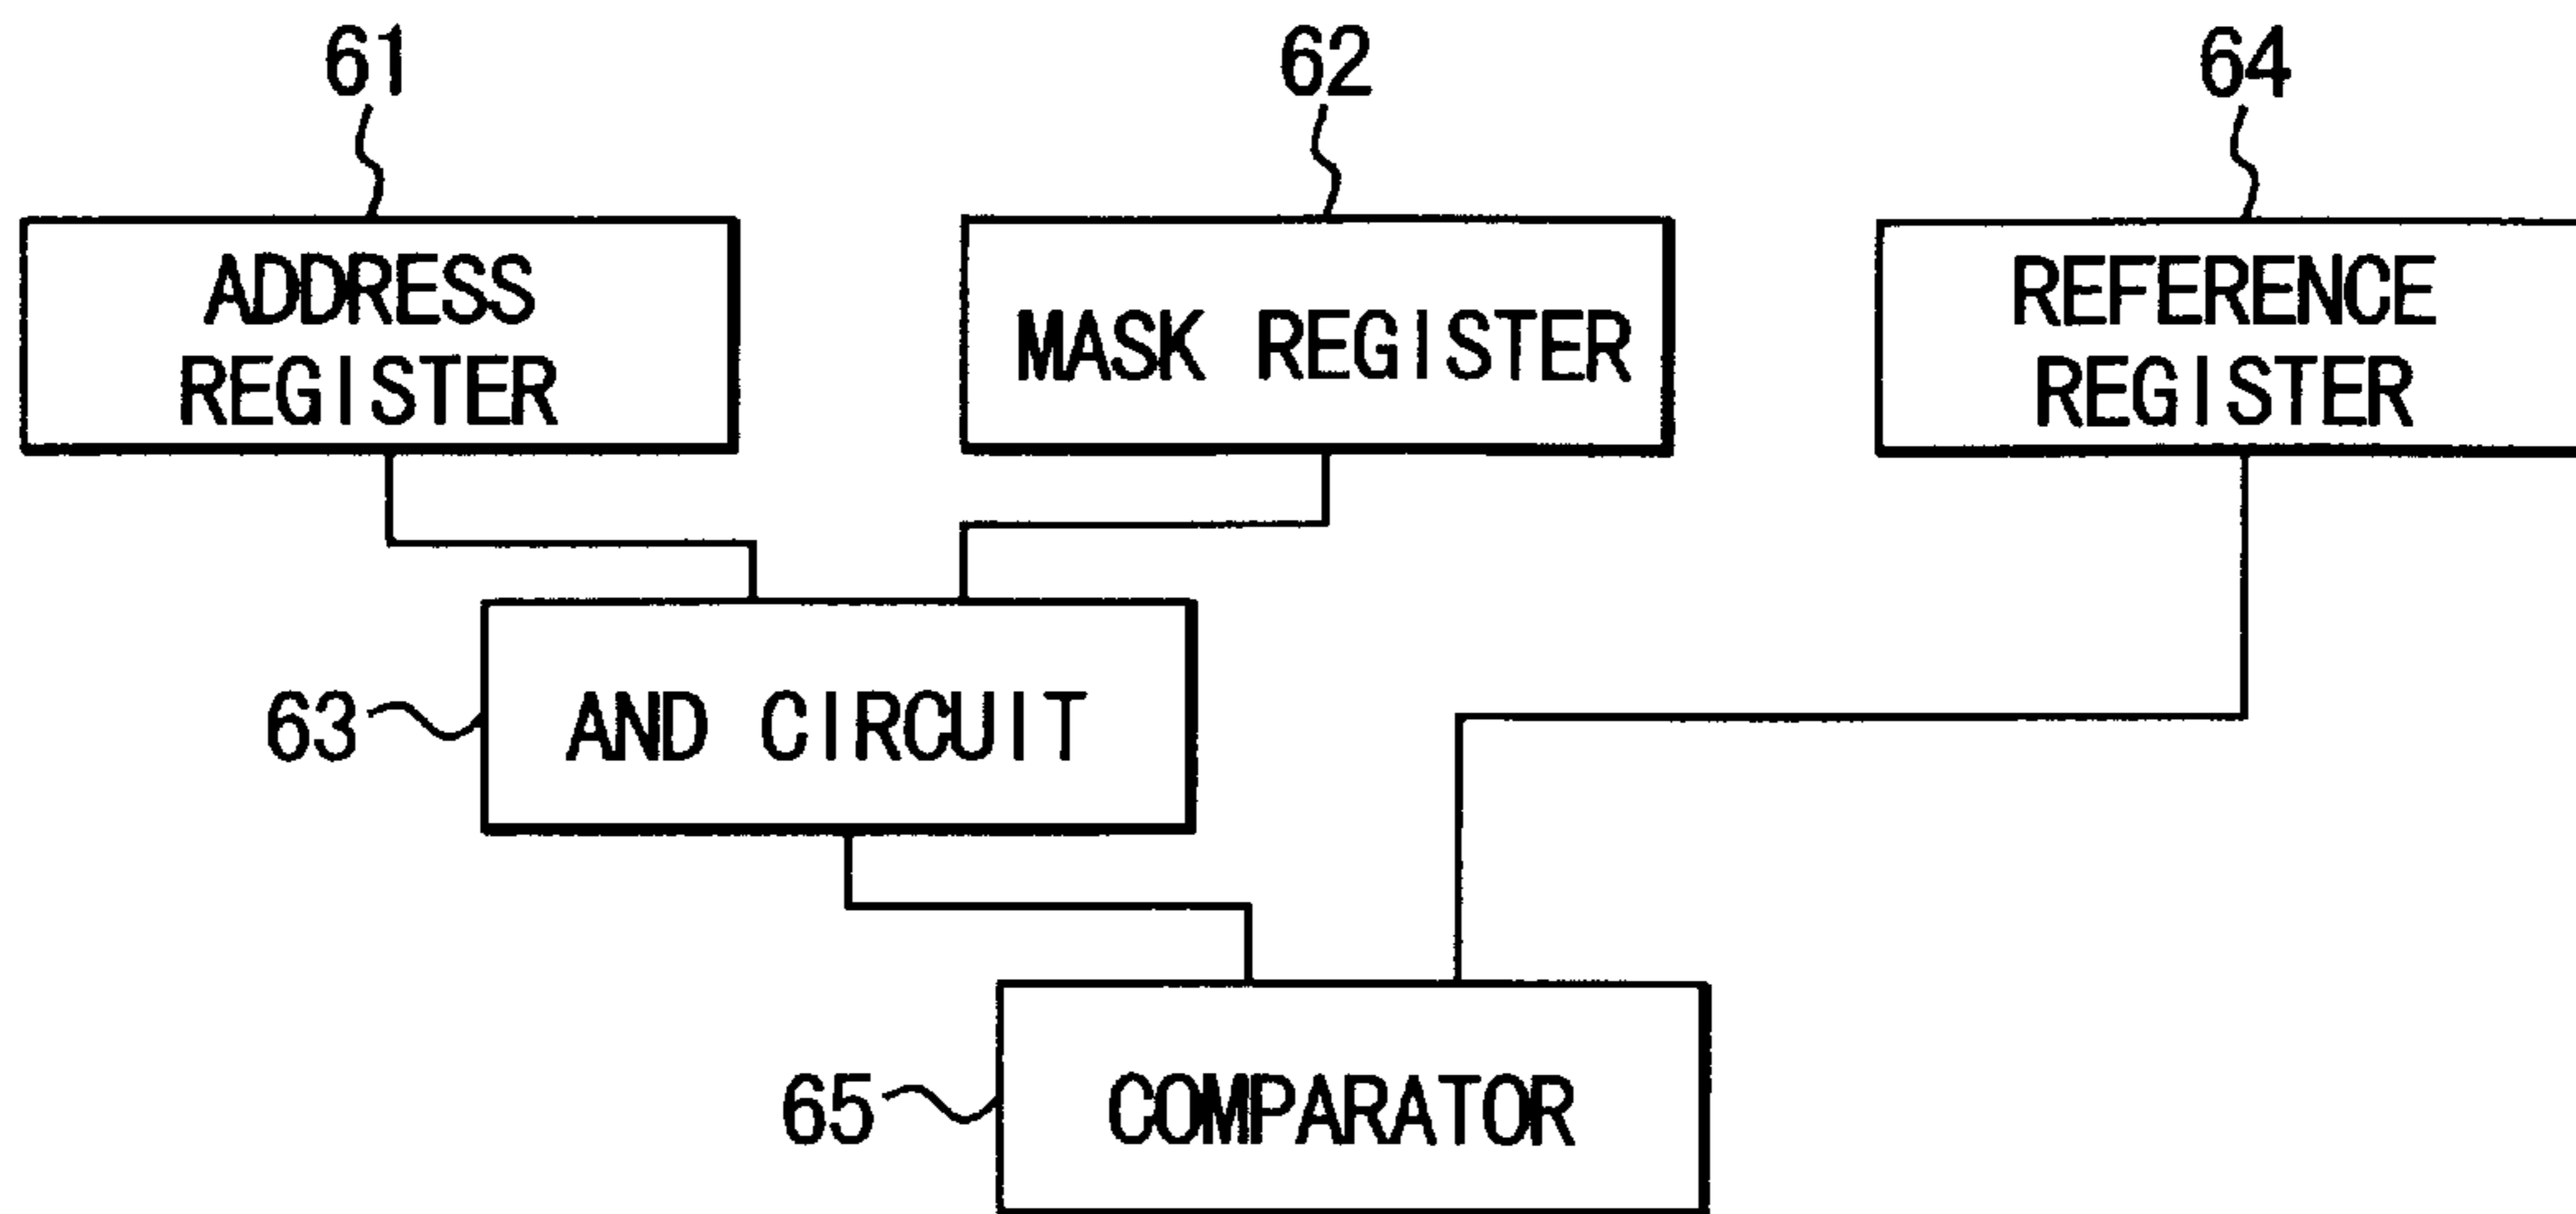 61
62
64
ADDRESS
REGISTER
MASK REGISTER
REFERENCE
REGISTER
63
AND CIRCUIT
65
COMPARATOR